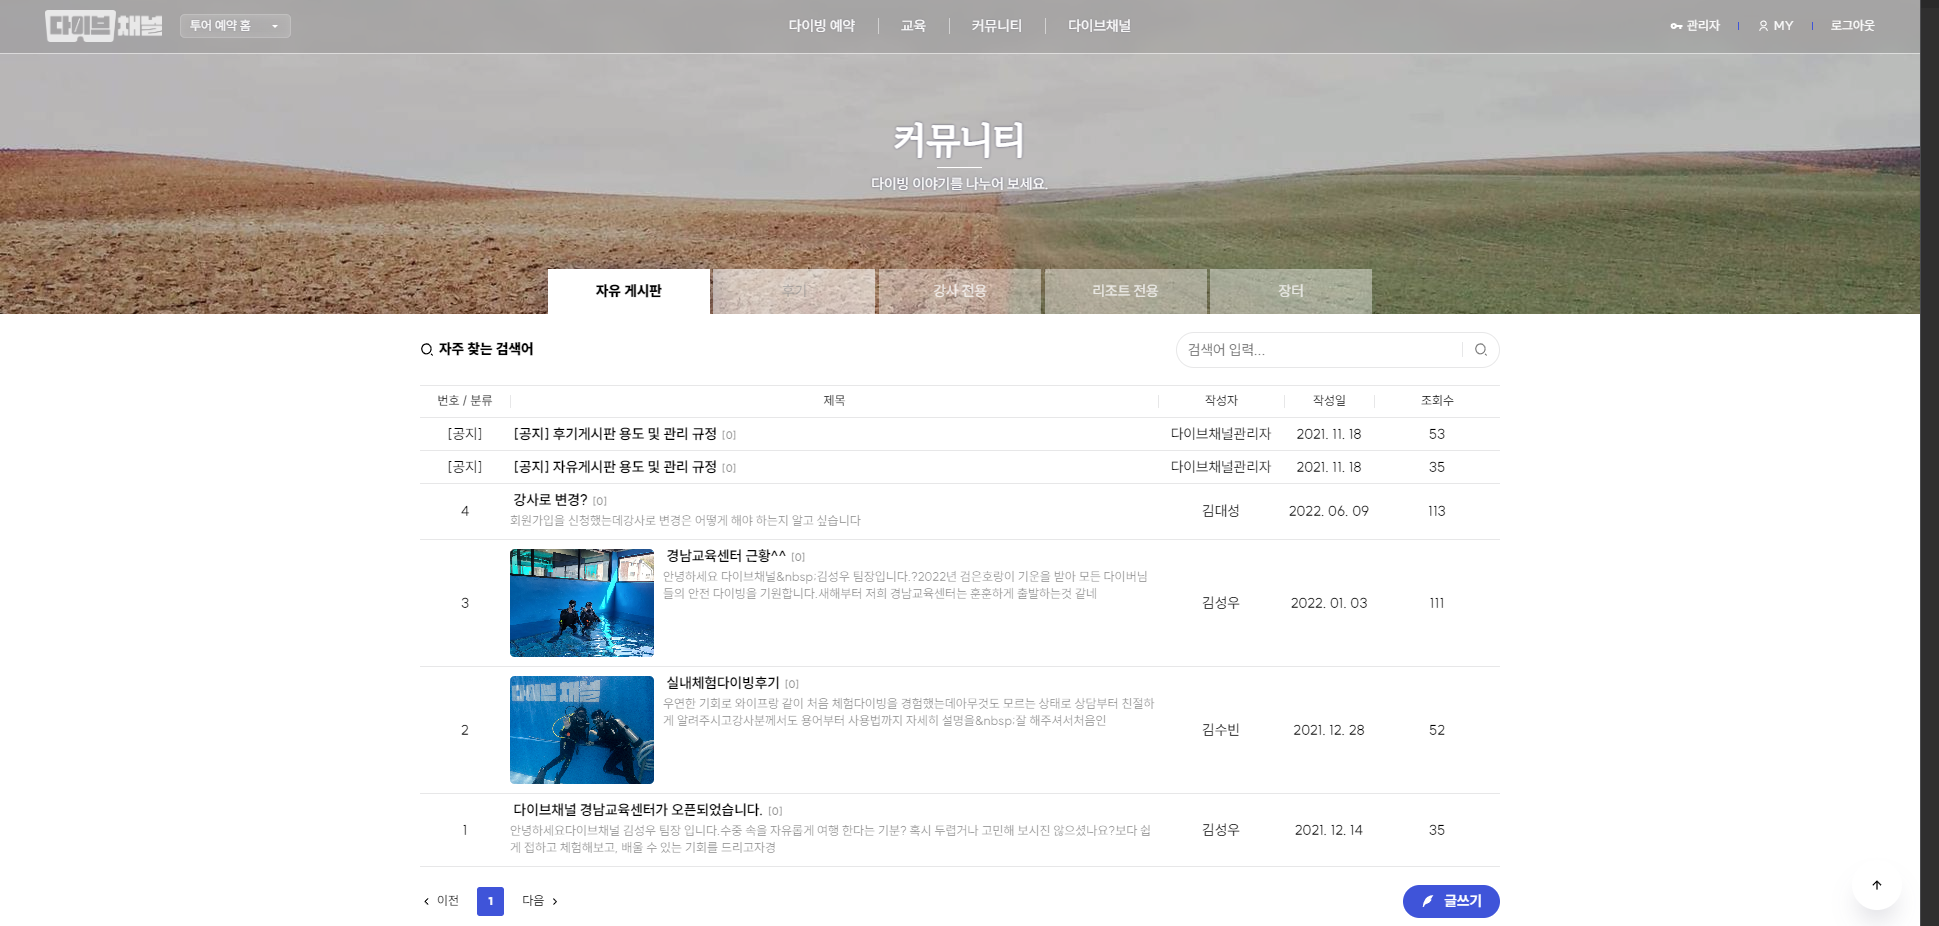 다이브 채널
투어 예약 홈
다이빙 예약
교육
커뮤니티
다이브채널
관리자
MY
로그아웃
커뮤니티
다이빙 이야기를 나누어 보세요.
자유 게시판
후기
강사 전용
리조트 전용
장터
자주 찾는 검색어
검색어 입력...
번호 / 분류 제목 작성자 작성일 조회수
[공지] [공지] 후기게시판 용도 및 관리 규정 [0] 다이브채널관리자 2021. 11. 18 53
[공지] [공지] 자유게시판 용도 및 관리 규정 [0] 다이브채널관리자 2021. 11. 18 35
강사로 변경? [0]
4 김대성 2022. 06. 09 113
회원가입을 신청했는데강사로 변경은 어떻게 해야 하는지 알고 싶습니다
경남교육센터 근황^^ [0]
안녕하세요 다이브채널&nbsp;김성우 팀장입니다.?2022년 검은호랑이 기운을 받아 모든 다이버님
들의 안전 다이빙을 기원합니다.새해부터 저희 경남교육센터는 훈훈하게 출발하는것 같네
3 김성우 2022. 01. 03 111
다이브 채널
실내체험다이빙후기 [0]
우연한 기회로 와이프랑 같이 처음 체험다이빙을 경험했는데아무것도 모르는 상태로 상담부터 친절하
게 알려주시고강사분께서도 용어부터 사용법까지 자세히 설명을&nbsp;잘 해주셔서처음인
2 김수빈 2021. 12. 28 52
다이브채널 경남교육센터가 오픈되었습니다. [0]
안녕하세요다이브채널 김성우 팀장 입니다.수중 속을 자유롭게 여행 한다는 기분? 혹시 두렵거나 고민해 보시진 않으셨나요?보다 쉽
1 김성우 2021. 12. 14 35
게 접하고 체험해보고, 배울 수 있는 기회를 드리고자경
이전 1 다음
글쓰기